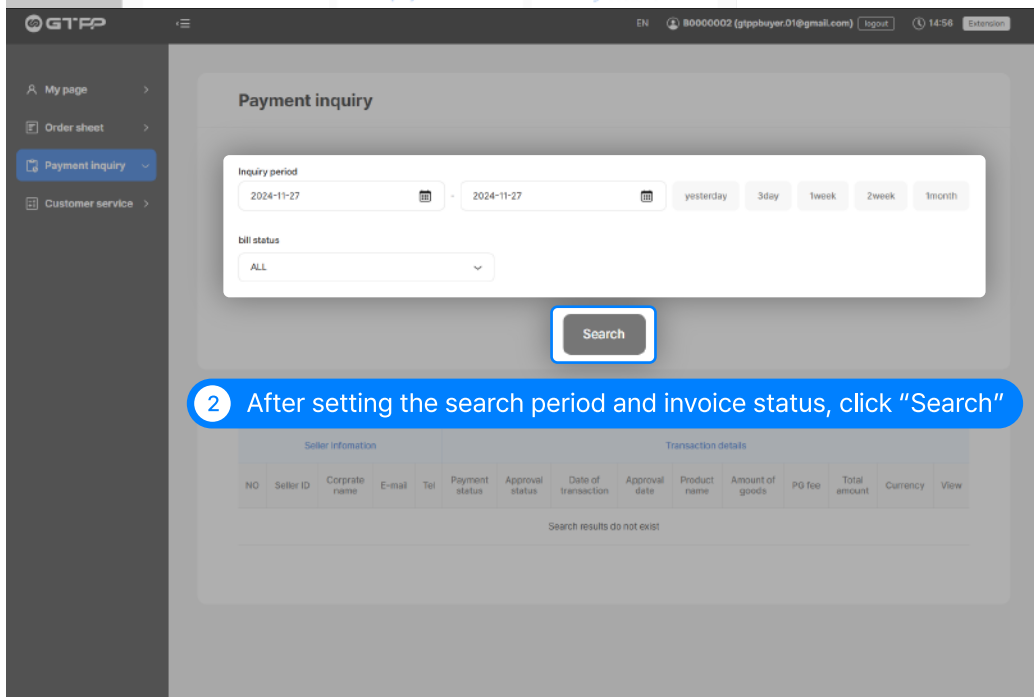 GTPP
EN B0000002 (gtppbuyer.01@gmail.com) logout 14:56 Extension
My page
Order sheet
Payment inquiry
Customer service
Payment inquiry
Inquiry period
2024-11-27 - 2024-11-27 yesterday 3day 1week 2week 1month
bill status
ALL
Search
2 After setting the search period and invoice status, click “Search”
Seller Infomation Transaction details
NO Seller ID Corprate name E-mail Tel Payment status Approval status Date of transaction Approval date Product name Amount of goods PG fee Total amount Currency View
Search results do not exist